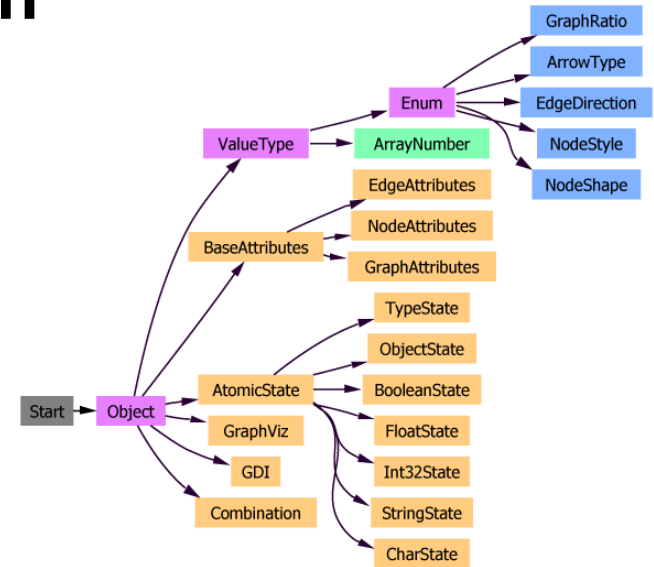 GraphRatio
ArrowType
Enum
EdgeDirection
ValueType
ArrayNumber
NodeStyle
EdgeAttributes
NodeShape
NodeAttributes
BaseAttributes
GraphAttributes
TypeState
ObjectState
AtomicState
BooleanState
Start
Object
GraphViz
FloatState
GDI
Int32State
Combination
StringState
CharState